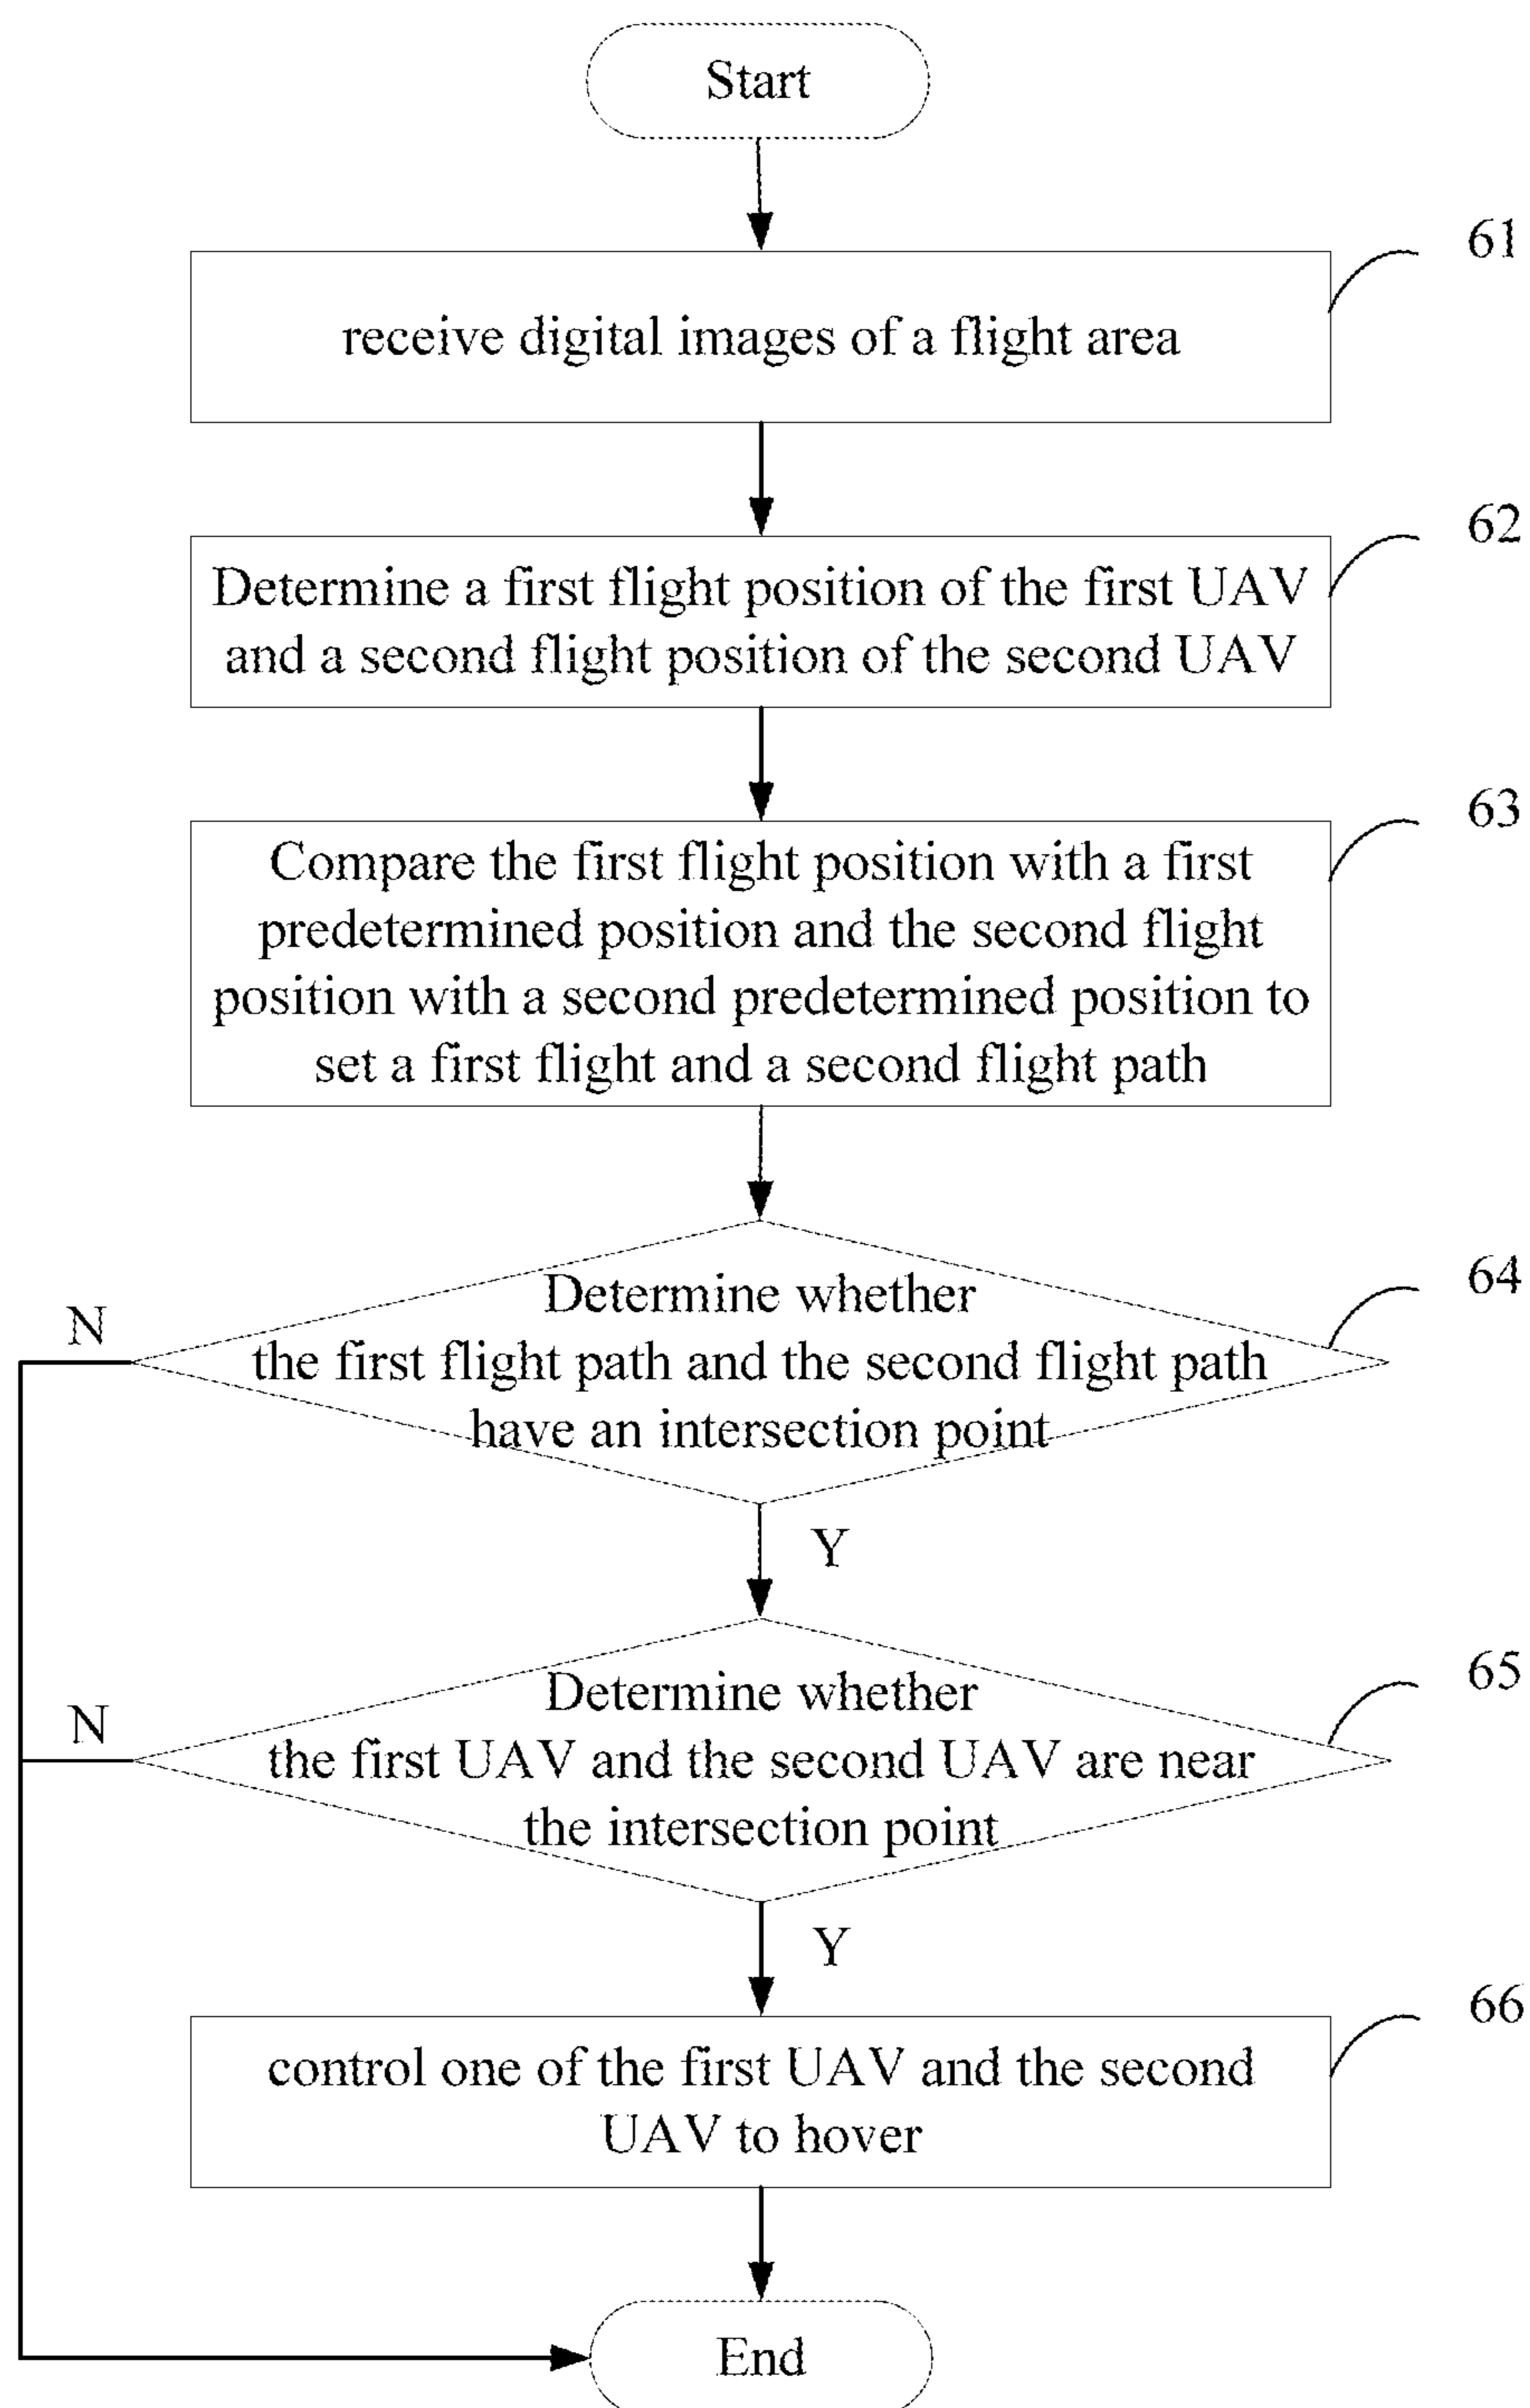 Start
61
receive digital images of a flight area
62
Determine a first flight position of the first UAV
and a second flight position of the second UAV
63
Compare the first flight position with a first
predetermined position and the second flight
position with a second predetermined position to
set a first flight and a second flight path
64
N
Determine whether
the first flight path and the second flight path
have an intersection point
Y
65
N
Determine whether
the first UAV and the second UAV are near
the intersection point
Y
66
control one of the first UAV and the second
UAV to hover
End